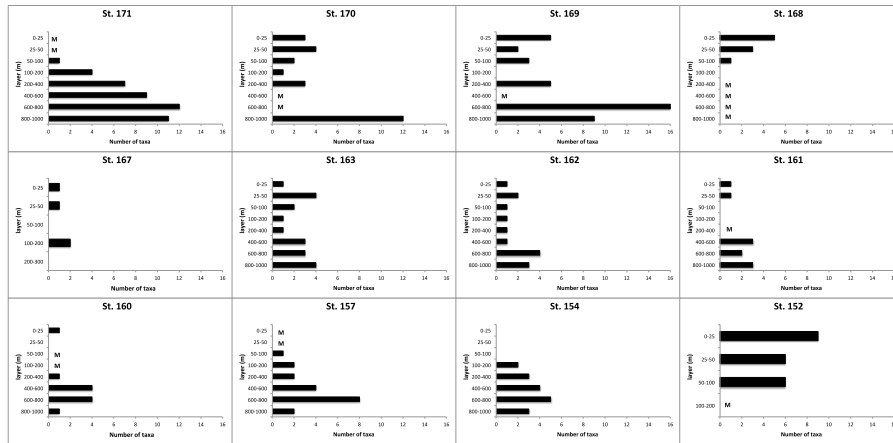 St. 171
layer (m)
0-25 M
25-50 M
50-100
100-200
200-400
400-600
600-800
800-1000
0 2 4 6 8 10 12 14 16
Number of taxa
St. 170
0-25
25-50
50-100
100-200
200-400
400-600 M
600-800 M
800-1000
0 2 4 6 8 10 12 14 16
Number of taxa
St. 169
0-25
25-50
50-100
100-200
200-400
400-600 M
600-800
800-1000
0 2 4 6 8 10 12 14 16
Number of taxa
St. 168
0-25
25-50
50-100
100-200
200-400 M
400-600 M
600-800 M
800-1000 M
0 2 4 6 8 10 12 14 16
Number of taxa
St. 167
layer (m)
0-25
25-50
50-100
100-200
200-300
0 2 4 6 8 10 12 14 16
Number of taxa
St. 163
layer (m)
0-25
25-50
50-100
100-200
200-400
400-600
600-800
800-1000
0 2 4 6 8 10 12 14 16
Number of taxa
St. 162
layer (m)
0-25
25-50
50-100
100-200
200-400
400-600
600-800
800-1000
0 2 4 6 8 10 12 14 16
Number of taxa
St. 161
layer (m)
0-25
25-50
50-100
100-200
200-400 M
400-600
600-800
800-1000
0 2 4 6 8 10 12 14 16
Number of taxa
St. 160
layer (m)
0-25
25-50
50-100 M
100-200 M
200-400
400-600
600-800
800-1000
0 2 4 6 8 10 12 14 16
Number of taxa
St. 157
layer (m)
0-25 M
25-50 M
50-100
100-200
200-400
400-600
600-800
800-1000
0 2 4 6 8 10 12 14 16
Number of taxa
St. 154
layer (m)
0-25
25-50
50-100
100-200
200-400
400-600
600-800
800-1000
0 2 4 6 8 10 12 14 16
Number of taxa
St. 152
layer (m)
0-25
25-50
50-100
100-200 M
0 2 4 6 8 10 12 14 16
Number of taxa